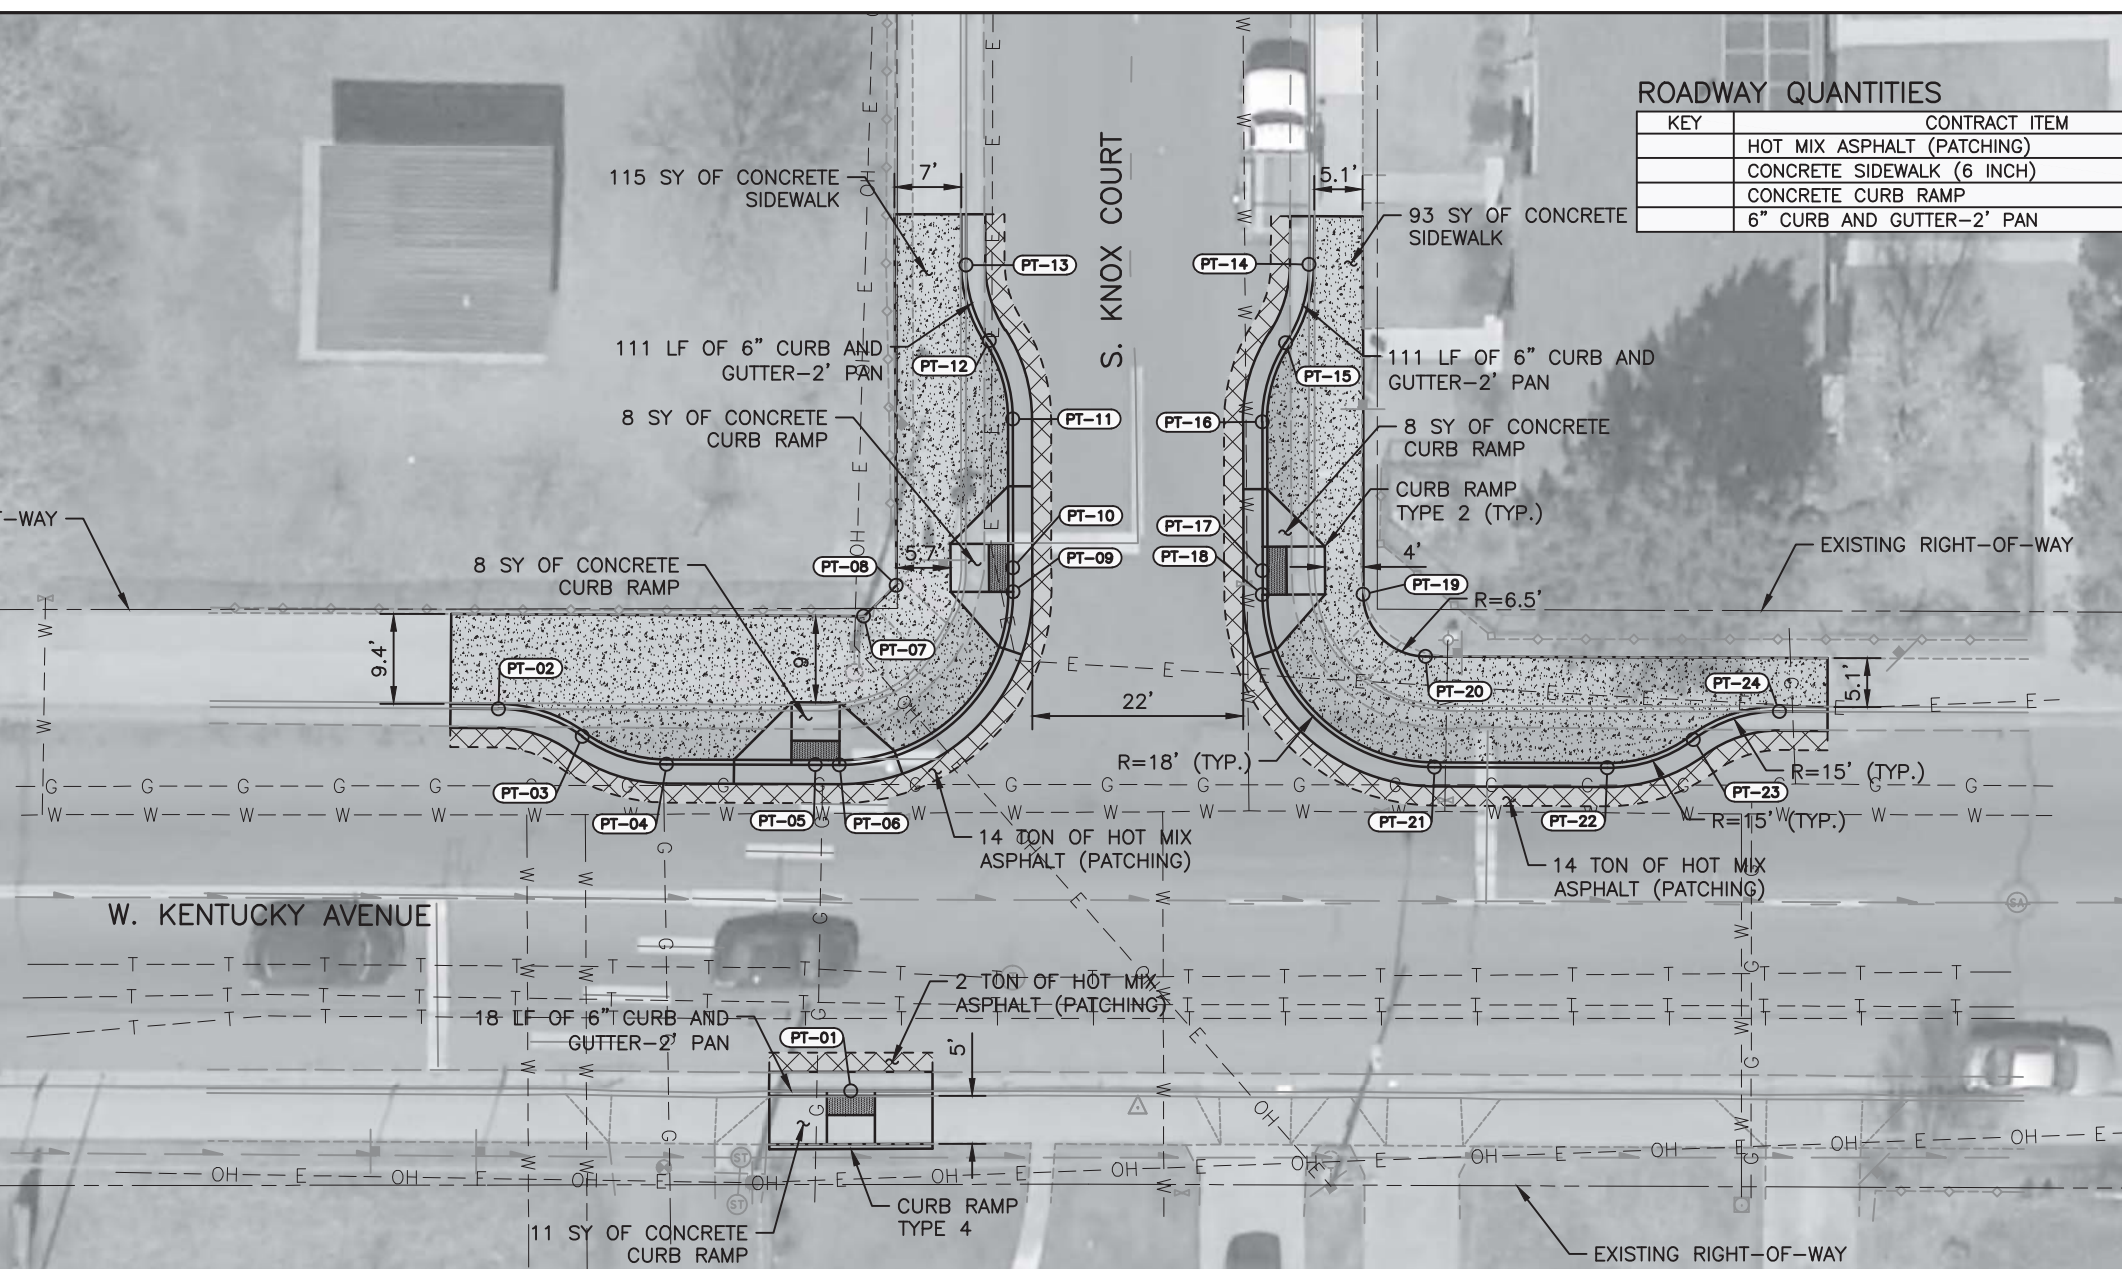 ROADWAY QUANTITIES
KEY CONTRACT ITEM
HOT MIX ASPHALT (PATCHING)
CONCRETE SIDEWALK (6 INCH)
CONCRETE CURB RAMP
6" CURB AND GUTTER-2' PAN
S. KNOX COURT
7'
5.1'
115 SY OF CONCRETE
SIDEWALK
93 SY OF CONCRETE
SIDEWALK
PT-13
PT-14
111 LF OF 6" CURB AND
GUTTER-2' PAN
PT-12
PT-15
111 LF OF 6" CURB AND
GUTTER-2' PAN
8 SY OF CONCRETE
CURB RAMP
PT-11
PT-16
8 SY OF CONCRETE
CURB RAMP
CURB RAMP
TYPE 2 (TYP.)
T-WAY
PT-10
PT-17
PT-09
PT-18
5.7'
4'
EXISTING RIGHT-OF-WAY
8 SY OF CONCRETE
CURB RAMP
PT-08
PT-19
R=6.5'
9.4'
PT-02
9'
PT-07
PT-20
PT-24
5.1'
22'
R=18' (TYP.)
R=15' (TYP.)
PT-03
PT-23
PT-04
PT-05
PT-06
PT-21
PT-22
R=15' (TYP.)
14 TON OF HOT MIX
ASPHALT (PATCHING)
14 TON OF HOT MIX
ASPHALT (PATCHING)
W. KENTUCKY AVENUE
SA
2 TON OF HOT MIX
ASPHALT (PATCHING)
18 LF OF 6" CURB AND
GUTTER-2' PAN
PT-01
5'
ST
ST
11 SY OF CONCRETE
CURB RAMP
CURB RAMP
TYPE 4
EXISTING RIGHT-OF-WAY